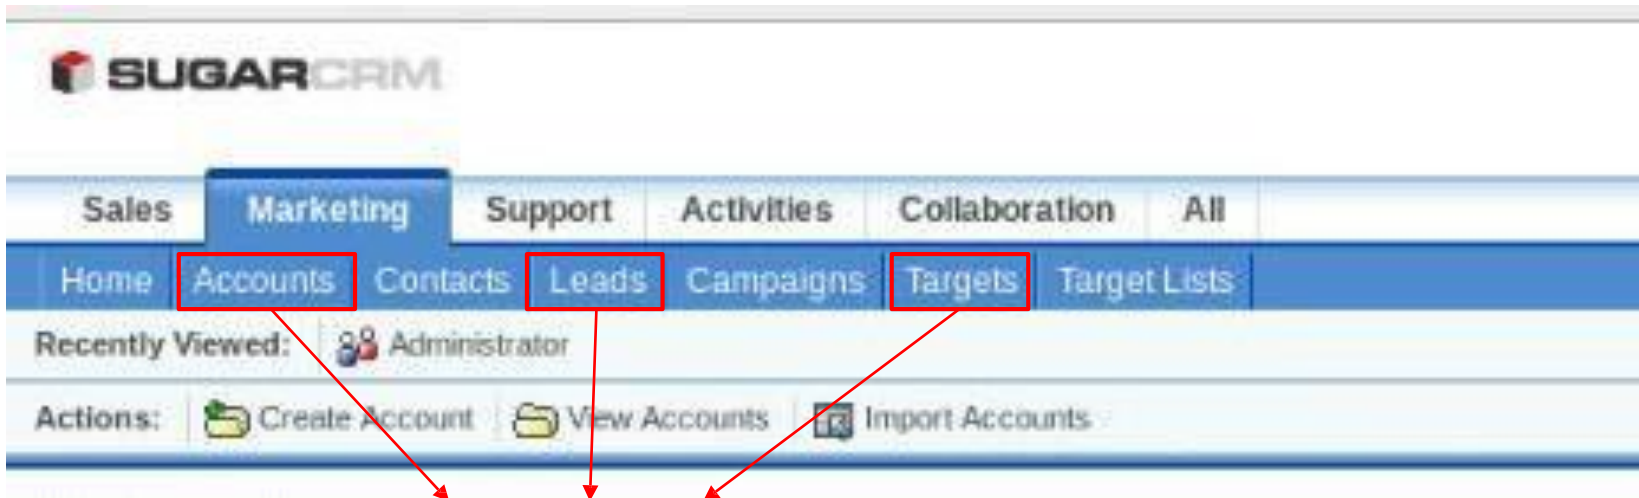 SUGARCRM
Sales Marketing Support Activities Collaboration All
Home Accounts Contacts Leads Campaigns Targets Target Lists
Recently Viewed: Administrator
Actions: Create Account View Accounts Import Accounts